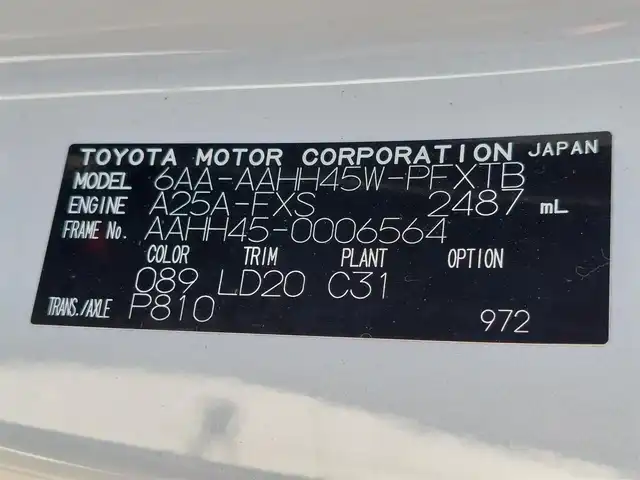 TOYOTA MOTOR CORPORATION JAPAN
MODEL 6AA-AAHH45W-PFXTB
ENGINE A25A-FXS 2487 mL
FRAME No. AAHH45-0006564
COLOR TRIM PLANT OPTION
089 LD20 C31
TRANS./AXLE P810 972